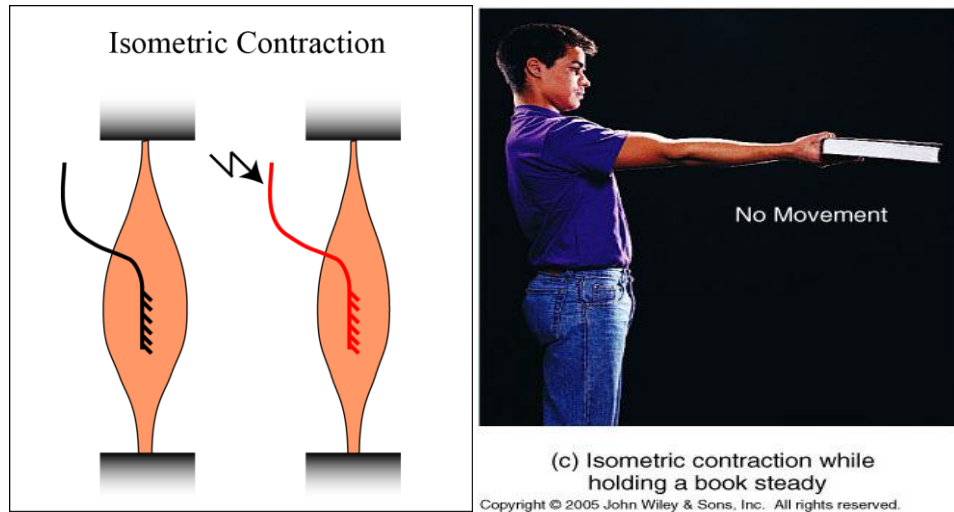 Isometric Contraction
No Movement
(c) Isometric contraction while
holding a book steady
Copyright © 2005 John Wiley & Sons, Inc.  All rights reserved.